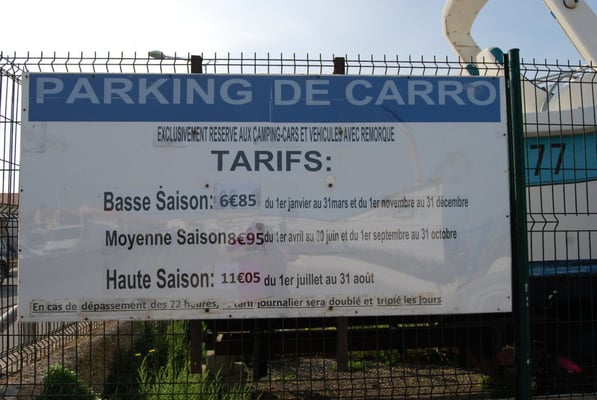 PARKING DE CARRO
EXCLUSIVEMENT RESERVE AUX CAMPING-CARS ET VEHICULES AVEC REMORQUE
TARIFS:
Basse Saison: 6€85 du 1er janvier au 31mars et du 1er novembre au 31 décembre
Moyenne Saison 8€95 du 1er avril au 30 juin et du 1er septembre au 31 octobre
Haute Saison: 11€05 du 1er juillet au 31 août
En cas de dépassement des 72 heures, tarif journalier sera doublé et triplé les jours
77